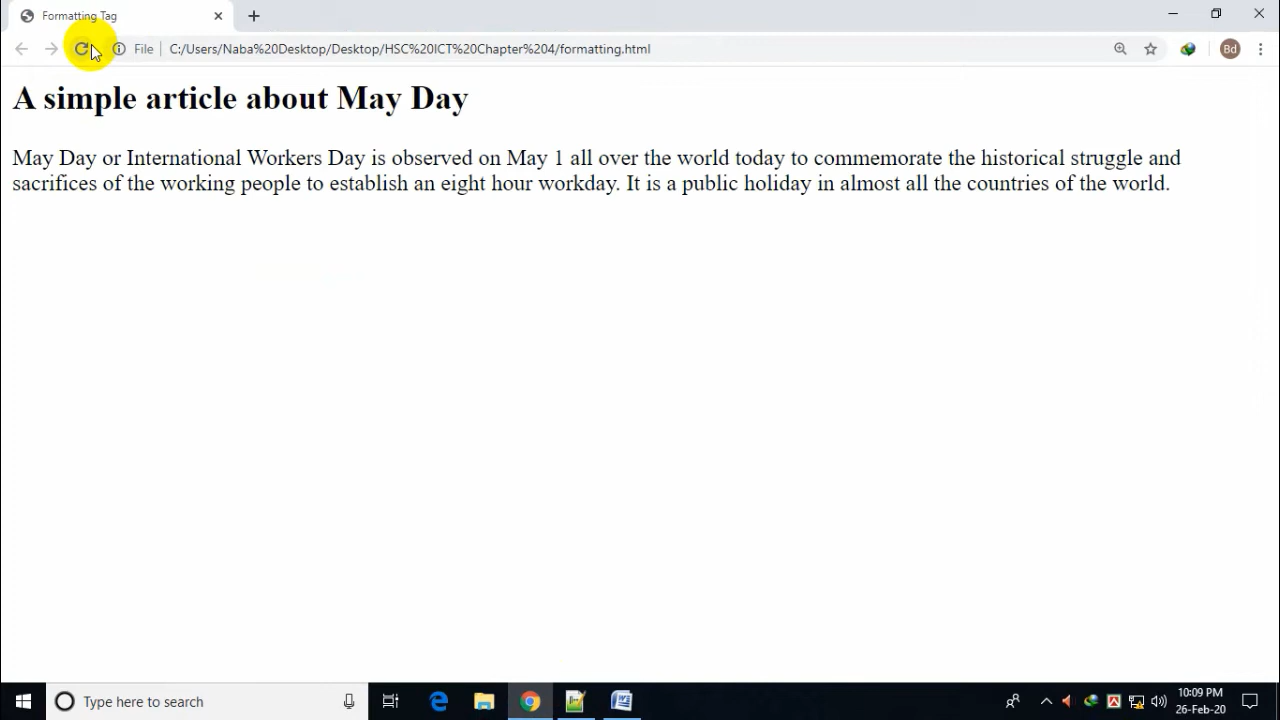 Formatting Tag
File
C:/Users/Naba%20Desktop/Desktop/HSC%20ICT%20Chapter%204/formatting.html
Bd
A simple article about May Day
May Day or International Workers Day is observed on May 1 all over the world today to commemorate the historical struggle and
sacrifices of the working people to establish an eight hour workday. It is a public holiday in almost all the countries of the world.
Type here to search
10:09 PM
26-Feb-20